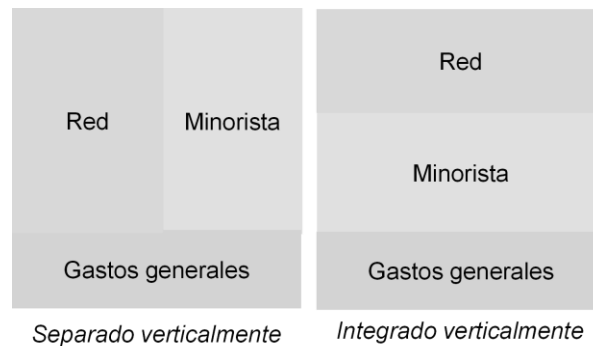 Red
Minorista
Gastos generales
Separado verticalmente
Red
Minorista
Gastos generales
Integrado verticalmente